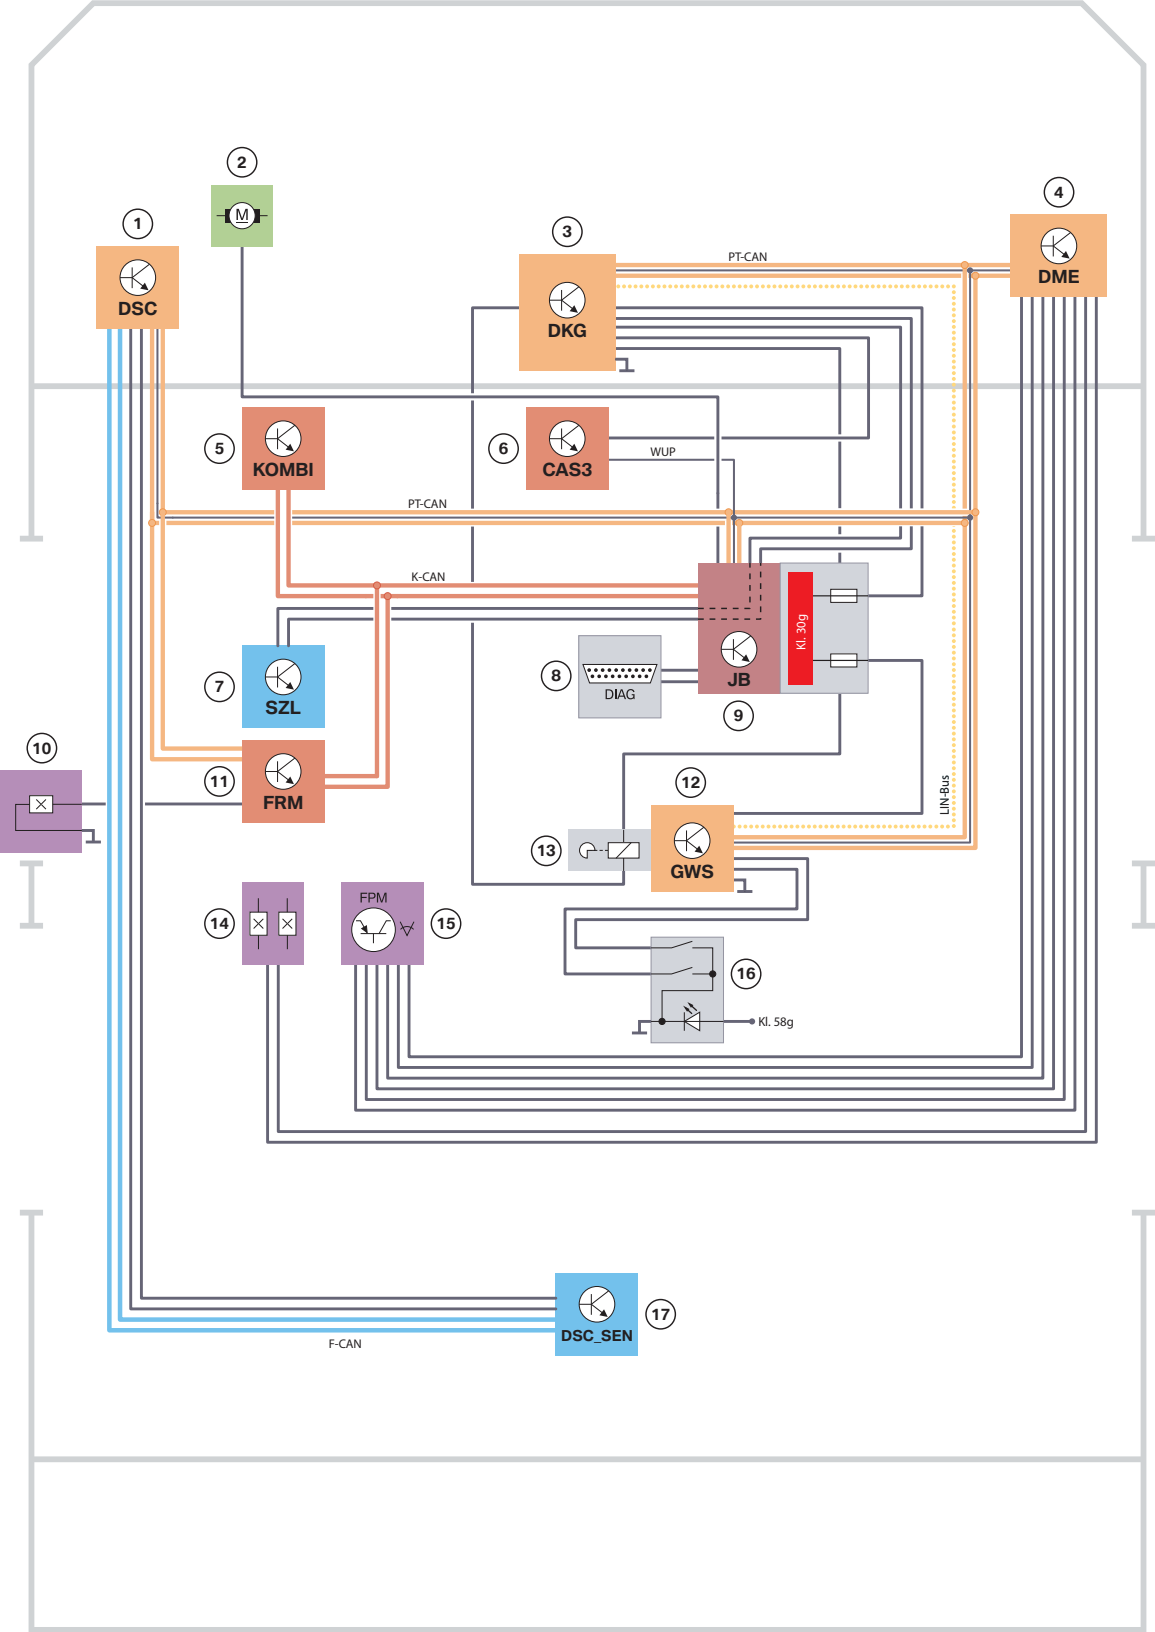 2
4
1
3
M
PT-CAN
DSC
DKG
DME
5
KOMBI
6
CAS3
WUP
PT-CAN
K-CAN
Kl. 30g
7
SZL
8
DIAG
JB
9
10
11
FRM
12
LIN-Bus
13
GWS
14
FPM
15
16
Kl. 58g
17
DSC_SEN
F-CAN